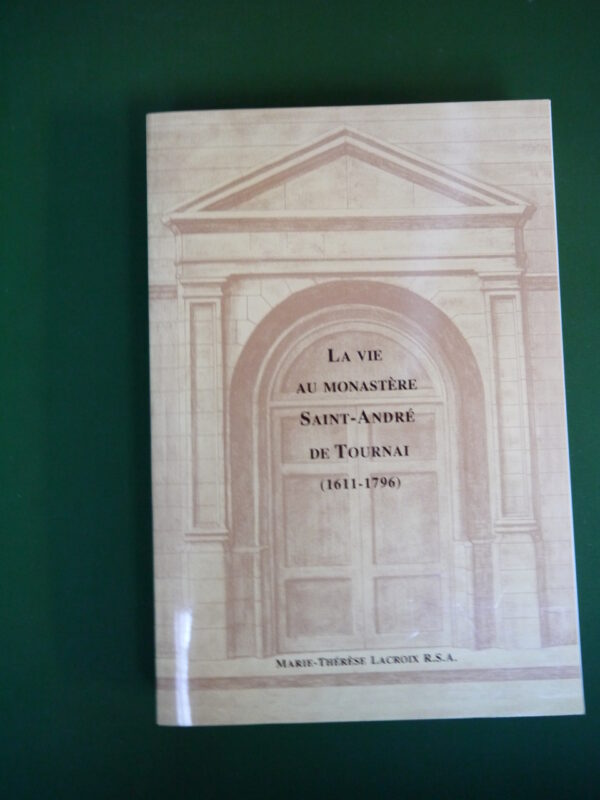 LA VIE
AU MONASTÈRE
SAINT-ANDRÉ
DE TOURNAI
(1611-1796)
MARIE-THÉRÈSE LACROIX R.S.A.